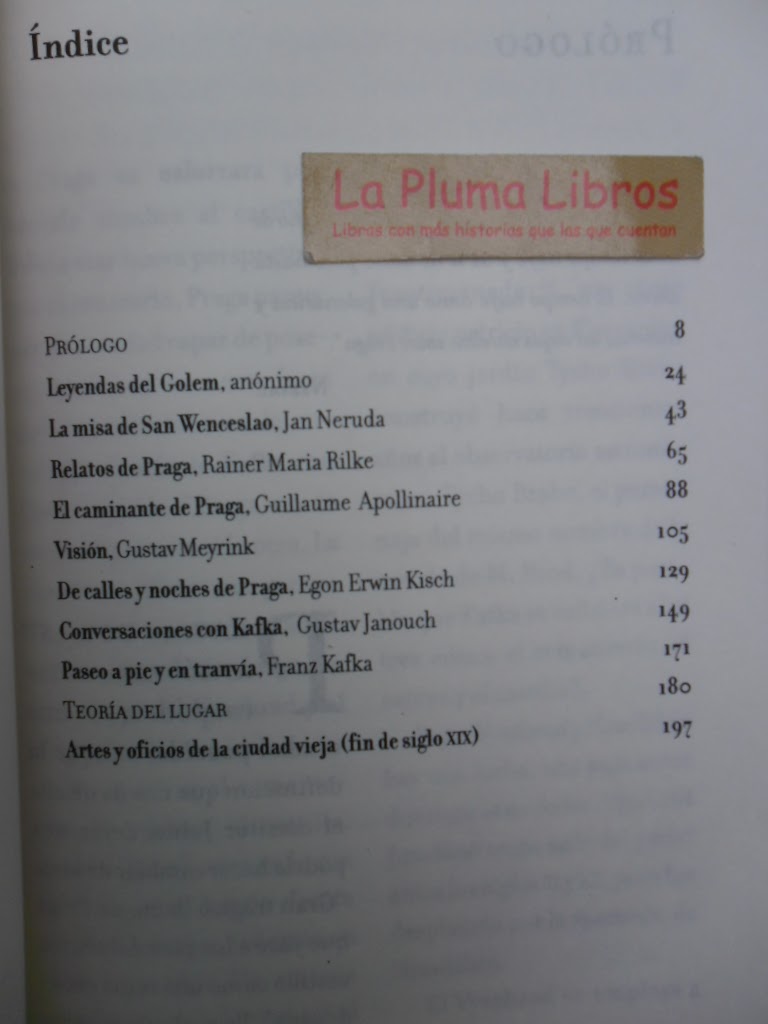 Índice
La Pluma Libros
Libros con más historias que las que cuentan
PRÓLOGO 8
Leyendas del Golem, anónimo 24
La misa de San Wenceslao, Jan Neruda 43
Relatos de Praga, Rainer Maria Rilke 65
El caminante de Praga, Guillaume Apollinaire 88
Visión, Gustav Meyrink 105
De calles y noches de Praga, Egon Erwin Kisch 129
Conversaciones con Kafka, Gustav Janouch 149
Paseo a pie y en tranvía, Franz Kafka 171
TEORÍA DEL LUGAR 180
Artes y oficios de la ciudad vieja (fin de siglo XIX) 197